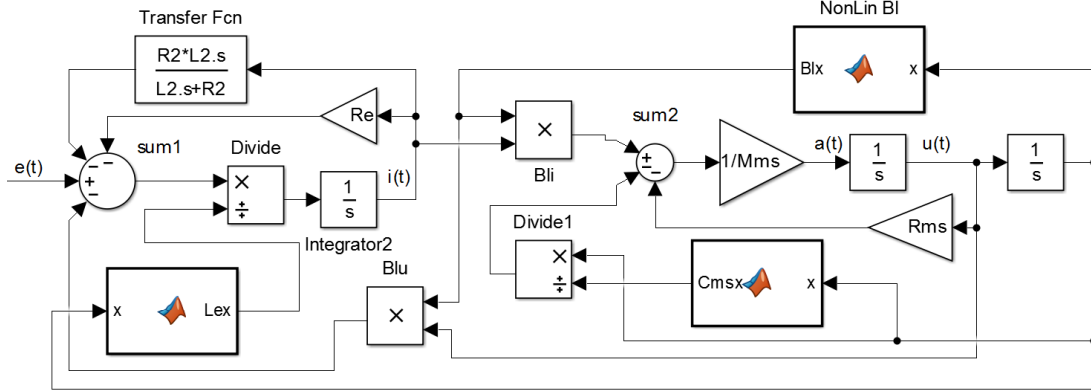 Transfer Fcn
R2*L2.s
L2.s+R2
NonLin Bl
Blx
x
Re
sum1
Divide
e(t)
i(t)
1
s
Integrator2
Bli
sum2
1/Mms
a(t)
1
s
u(t)
1
s
Rms
Divide1
Blu
x
Lex
Cmsx
x